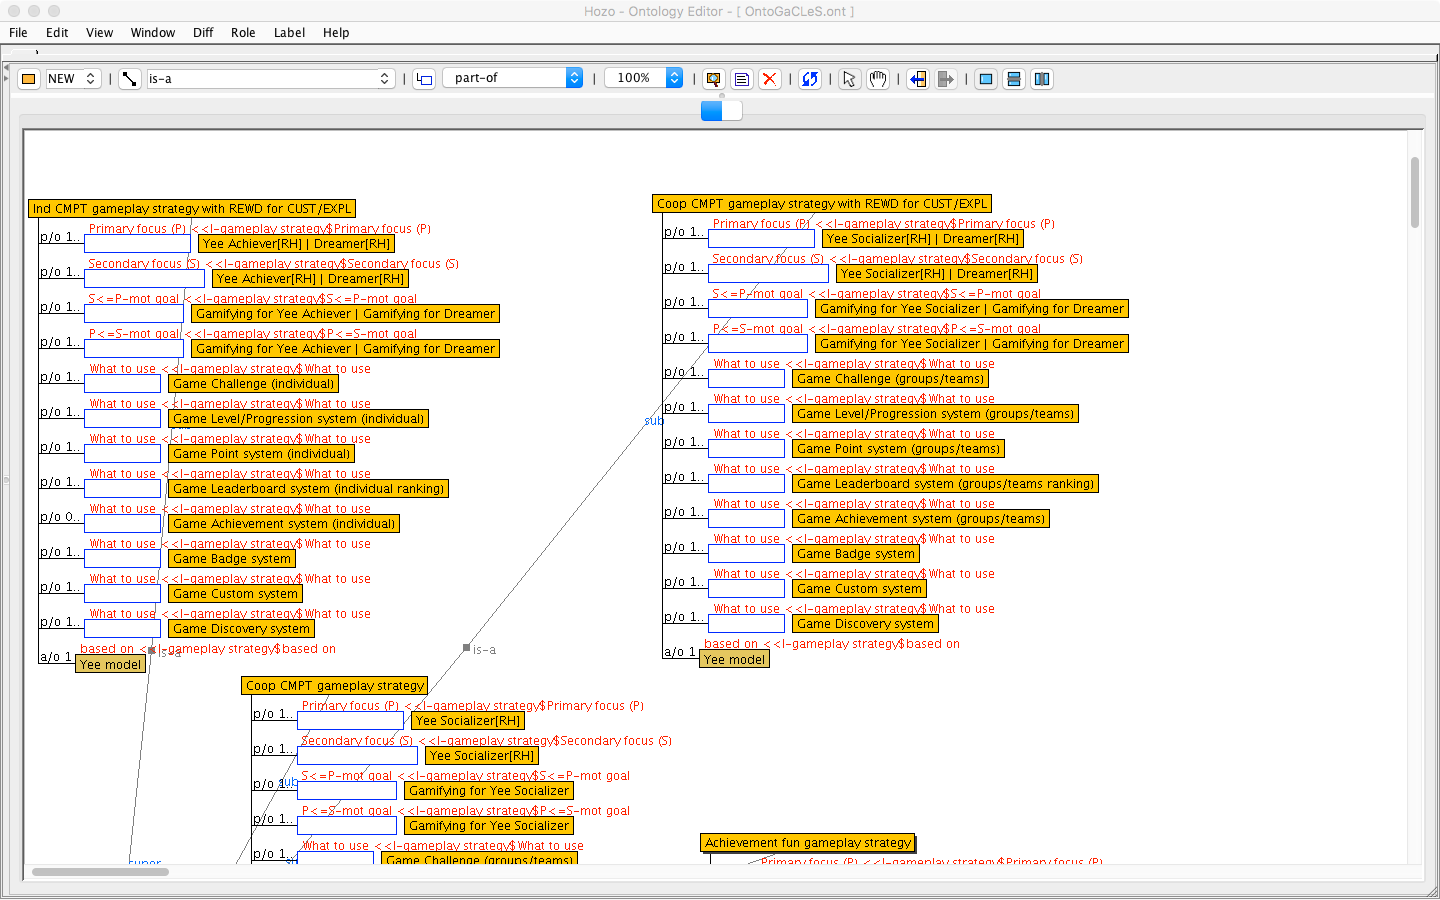 Hozo - Ontology Editor - [ OntoGaCLeS.ont ]
File Edit View Window Diff Role Label Help
NEW is-a part-of 100%
Ind CMPT gameplay strategy with REWD for CUST/EXPL
Primary focus (P) <<I-gameplay strategy$Primary focus (P)
p/o 1.. Yee Achiever[RH] | Dreamer[RH]
Secondary focus (S) <<I-gameplay strategy$Secondary focus (S)
p/o 1.. Yee Achiever[RH] | Dreamer[RH]
S<=P-mot goal <<I-gameplay strategy$S<=P-mot goal
p/o 1.. Gamifying for Yee Achiever | Gamifying for Dreamer
P<=S-mot goal <<I-gameplay strategy$P<=S-mot goal
p/o 1.. Gamifying for Yee Achiever | Gamifying for Dreamer
What to use <<I-gameplay strategy$What to use
p/o 1.. Game Challenge (individual)
What to use <<I-gameplay strategy$What to use
p/o 1.. Game Level/Progression system (individual)
What to use <<I-gameplay strategy$What to use
p/o 1.. Game Point system (individual)
What to use <<I-gameplay strategy$What to use
p/o 1.. Game Leaderboard system (individual ranking)
What to use <<I-gameplay strategy$What to use
p/o 0.. Game Achievement system (individual)
What to use <<I-gameplay strategy$What to use
p/o 1.. Game Badge system
What to use <<I-gameplay strategy$What to use
p/o 1.. Game Custom system
What to use <<I-gameplay strategy$What to use
p/o 1.. Game Discovery system
based on <<I-gameplay strategy$based on
a/o 1 Yee model
is-a
super
Coop CMPT gameplay strategy with REWD for CUST/EXPL
Primary focus (P) <<I-gameplay strategy$Primary focus (P)
p/o 1.. Yee Socializer[RH] | Dreamer[RH]
Secondary focus (S) <<I-gameplay strategy$Secondary focus (S)
p/o 1.. Yee Socializer[RH] | Dreamer[RH]
S<=P-mot goal <<I-gameplay strategy$S<=P-mot goal
p/o 1.. Gamifying for Yee Socializer | Gamifying for Dreamer
P<=S-mot goal <<I-gameplay strategy$P<=S-mot goal
p/o 1.. Gamifying for Yee Socializer | Gamifying for Dreamer
What to use <<I-gameplay strategy$What to use
p/o 1.. Game Challenge (groups/teams)
What to use <<I-gameplay strategy$What to use
p/o 1.. Game Level/Progression system (groups/teams)
sub
What to use <<I-gameplay strategy$What to use
p/o 1.. Game Point system (groups/teams)
What to use <<I-gameplay strategy$What to use
p/o 1.. Game Leaderboard system (groups/teams ranking)
What to use <<I-gameplay strategy$What to use
p/o 1.. Game Achievement system (groups/teams)
What to use <<I-gameplay strategy$What to use
p/o 1.. Game Badge system
What to use <<I-gameplay strategy$What to use
p/o 1.. Game Custom system
What to use <<I-gameplay strategy$What to use
p/o 1.. Game Discovery system
based on <<I-gameplay strategy$based on
a/o 1 Yee model
is-a
Coop CMPT gameplay strategy
Primary focus (P) <<I-gameplay strategy$Primary focus (P)
p/o 1.. Yee Socializer[RH]
Secondary focus (S) <<I-gameplay strategy$Secondary focus (S)
p/o 1.. Yee Socializer[RH]
S<=P-mot goal <<I-gameplay strategy$S<=P-mot goal
p/o 1.. sub Gamifying for Yee Socializer
P<=S-mot goal <<I-gameplay strategy$P<=S-mot goal
p/o 1.. Gamifying for Yee Socializer
What to use <<I-gameplay strategy$What to use
p/o 1.. Game Challenge (groups/teams)
Achievement fun gameplay strategy
Primary focus (P) <<I-gameplay strategy$Primary focus (P)